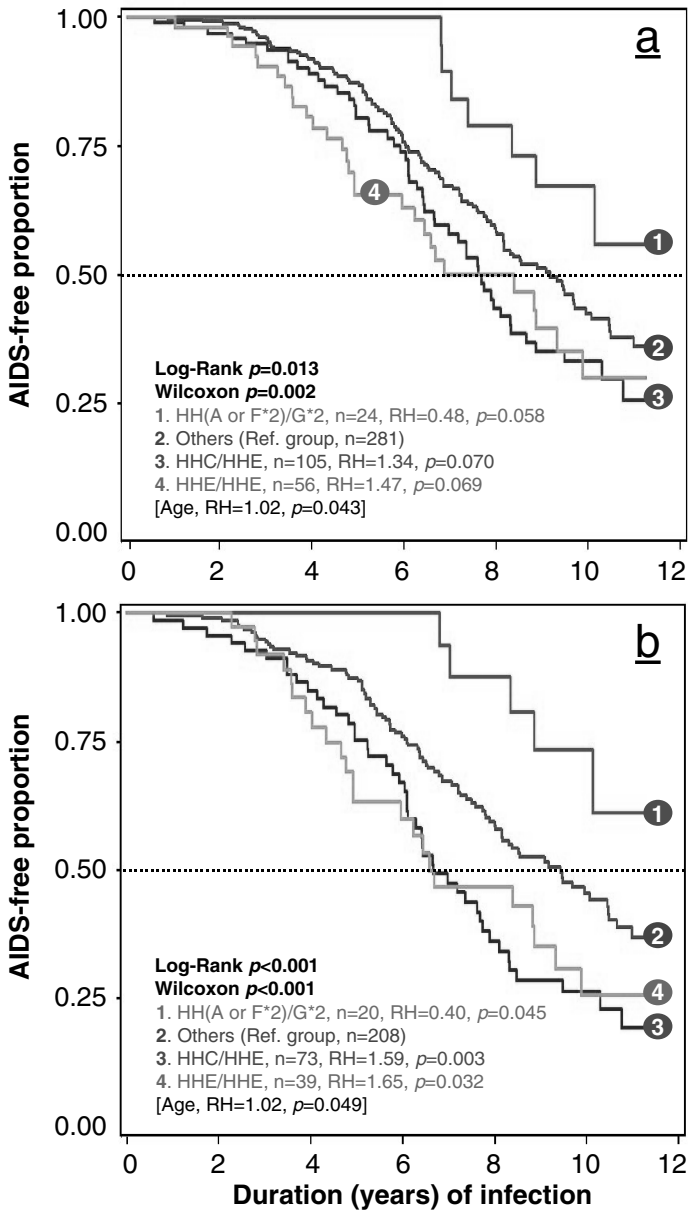 a
1.00
0.75
0.50
0.25
0.00
AIDS-free proportion
1
2
3
4
Log-Rank p=0.013
Wilcoxon p=0.002
1. HH(A or F*2)/G*2, n=24, RH=0.48, p=0.058
2. Others (Ref. group, n=281)
3. HHC/HHE, n=105, RH=1.34, p=0.070
4. HHE/HHE, n=56, RH=1.47, p=0.069
[Age, RH=1.02, p=0.043]
0 2 4 6 8 10 12
b
1.00
0.75
0.50
0.25
0.00
AIDS-free proportion
1
2
4
3
Log-Rank p<0.001
Wilcoxon p<0.001
1. HH(A or F*2)/G*2, n=20, RH=0.40, p=0.045
2. Others (Ref. group, n=208)
3. HHC/HHE, n=73, RH=1.59, p=0.003
4. HHE/HHE, n=39, RH=1.65, p=0.032
[Age, RH=1.02, p=0.049]
0 2 4 6 8 10 12
Duration (years) of infection